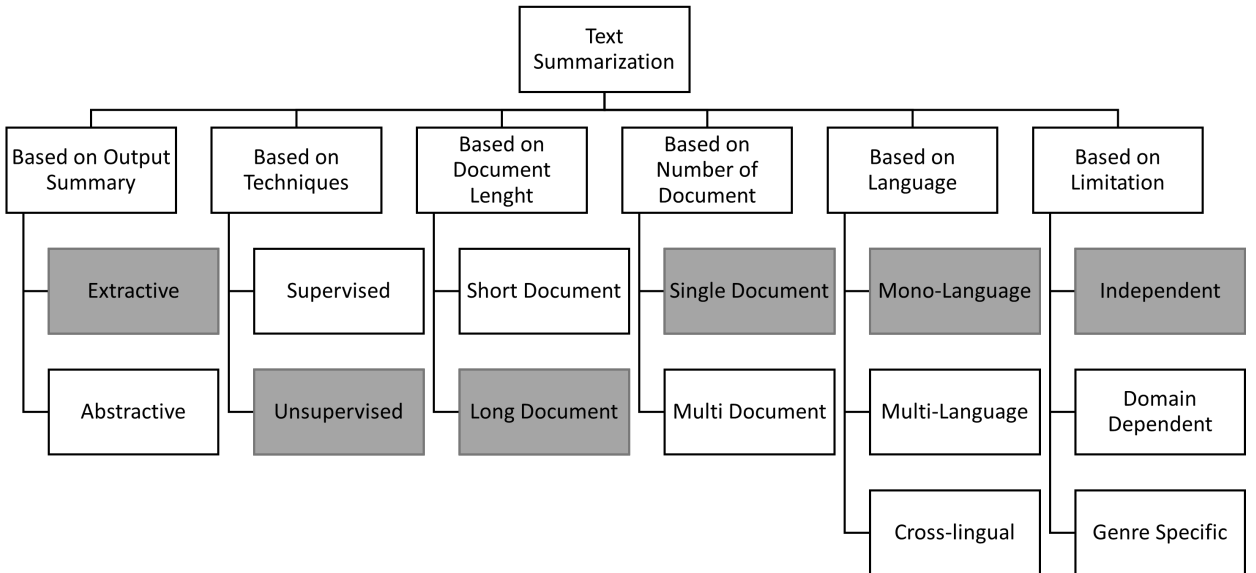 Text
Summarization
Based on Output
Summary
Based on
Techniques
Based on
Document
Lenght
Based on
Number of
Document
Based on
Language
Based on
Limitation
Extractive
Supervised
Short Document
Single Document
Mono-Language
Independent
Abstractive
Unsupervised
Long Document
Multi Document
Multi-Language
Domain
Dependent
Cross-lingual
Genre Specific